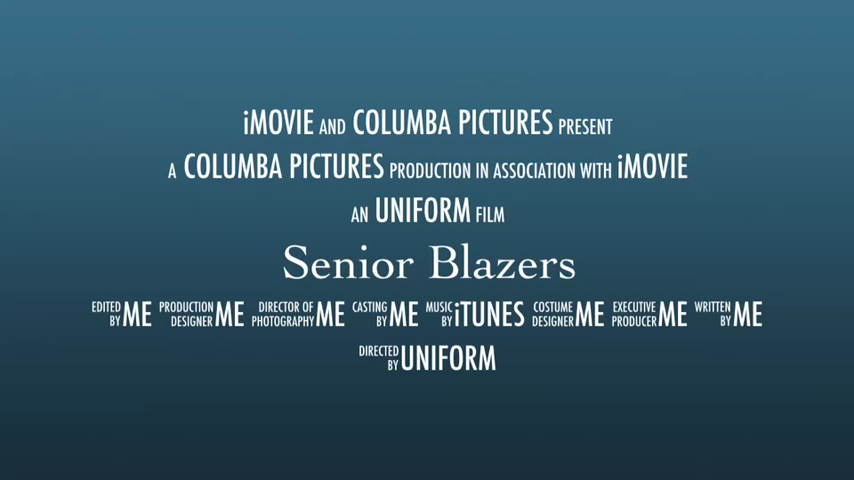 iMOVIE AND COLUMBA PICTURES PRESENT
A COLUMBA PICTURES PRODUCTION IN ASSOCIATION WITH iMOVIE
AN UNIFORM FILM
Senior Blazers
EDITED BY ME PRODUCTION DESIGNER ME DIRECTOR OF PHOTOGRAPHY ME CASTING BY ME MUSIC BY iTUNES COSTUME DESIGNER ME EXECUTIVE PRODUCER ME WRITTEN BY ME
DIRECTED BY UNIFORM